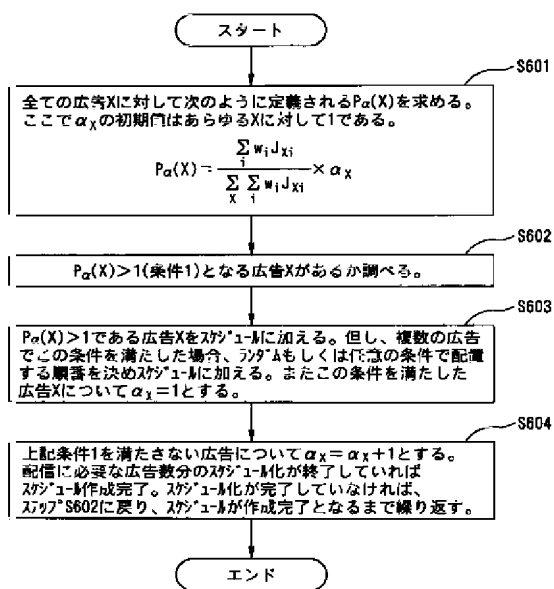 スタート
S601
全ての広告Xに対して次のように定義されるPα(X)を求める。
ここでαXの初期値はあらゆるXに対して1である。
Pα(X)= (Σi wi JXi) / (ΣX Σi wi JXi) × αX
S602
Pα(X)>1(条件1)となる広告Xがあるか調べる。
S603
Pα(X)>1である広告Xをスケジュールに加える。但し、複数の広告
でこの条件を満たした場合、ランダムもしくは任意の条件で配置
する順番を決めスケジュールに加える。またこの条件を満たした
広告XについてαX=1とする。
S604
上記条件1を満たさない広告についてαX=αX+1とする。
配信に必要な広告数分のスケジュール化が終了していれば
スケジュール作成完了。スケジュール化が完了していなければ、
ステップS602に戻り、スケジュールが作成完了となるまで繰り返す。
エンド